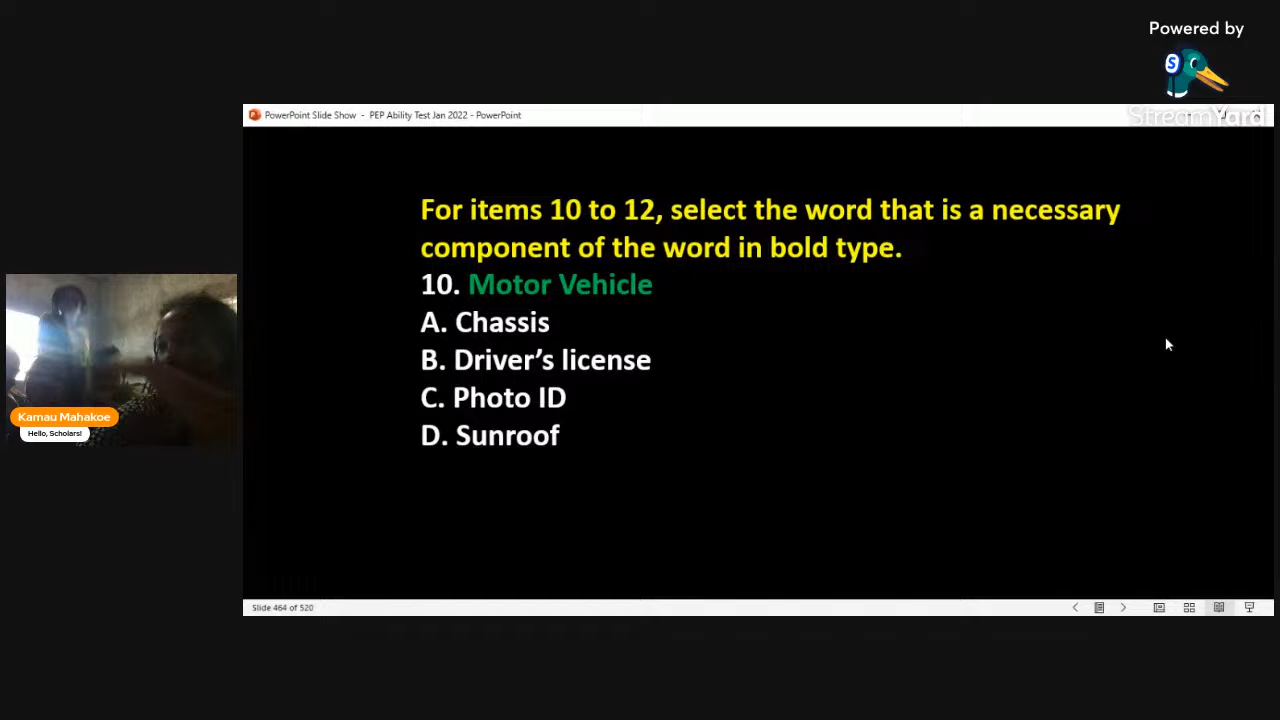 Powered by
S
StreamYard
PowerPoint Slide Show - PEP Ability Test Jan 2022 - PowerPoint
For items 10 to 12, select the word that is a necessary
component of the word in bold type.
10. Motor Vehicle
A. Chassis
B. Driver’s license
C. Photo ID
D. Sunroof
Kamau Mahakoe
Hello, Scholars!
Slide 464 of 520